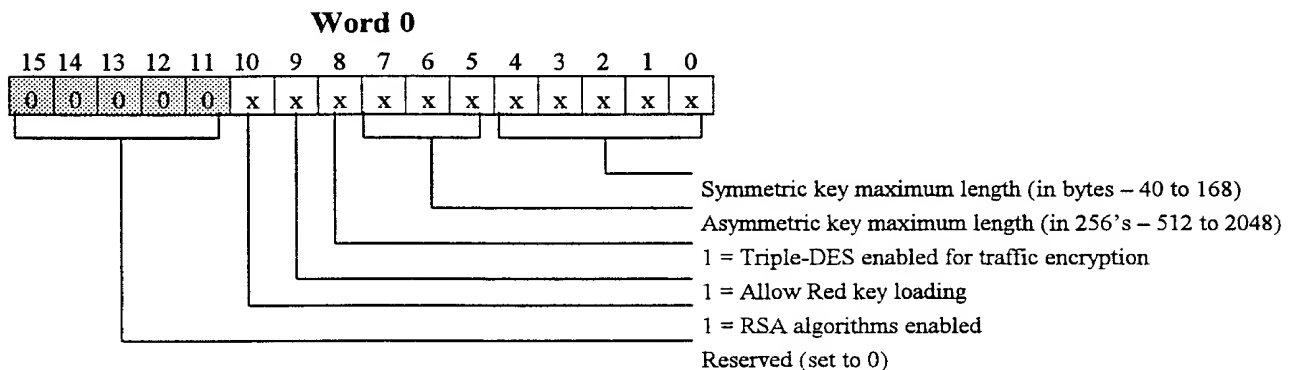 Word 0
15 14 13 12 11 10 9 8 7 6 5 4 3 2 1 0
0 0 0 0 0 x x x x x x x x x x x
Symmetric key maximum length (in bytes – 40 to 168)
Asymmetric key maximum length (in 256's – 512 to 2048)
1 = Triple-DES enabled for traffic encryption
1 = Allow Red key loading
1 = RSA algorithms enabled
Reserved (set to 0)